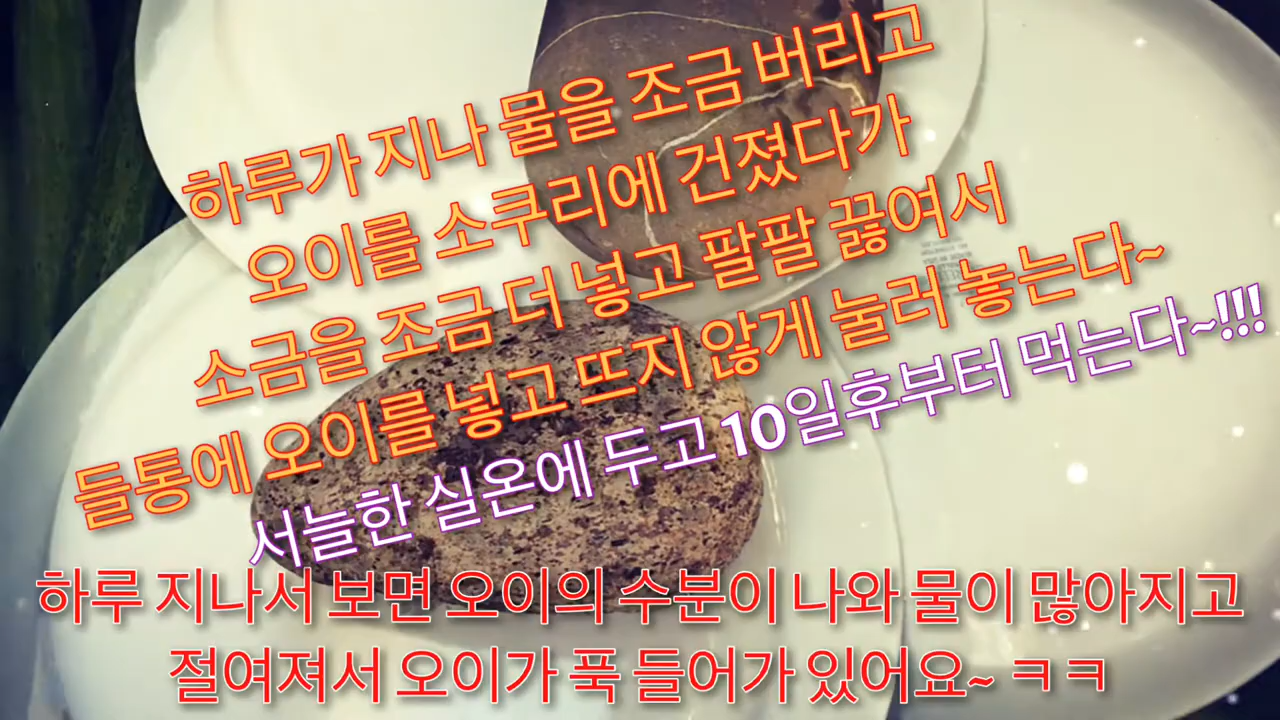 하루가 지나 물을 조금 버리고
오이를 소쿠리에 건졌다가
소금을 조금 더 넣고 팔팔 끓여서
들통에 오이를 넣고 뜨지 않게 눌러 놓는다~
서늘한 실온에 두고 10일후부터 먹는다~!!!
하루 지나서 보면 오이의 수분이 나와 물이 많아지고
절여져서 오이가 푹 들어가 있어요~ ㅋㅋ